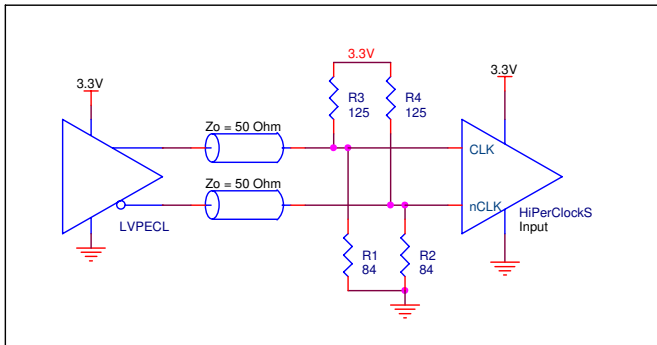 3.3V
3.3V
3.3V
R3
125
R4
125
Zo = 50 Ohm
CLK
Zo = 50 Ohm
nCLK
LVPECL
HiPerClockS
Input
R1
84
R2
84